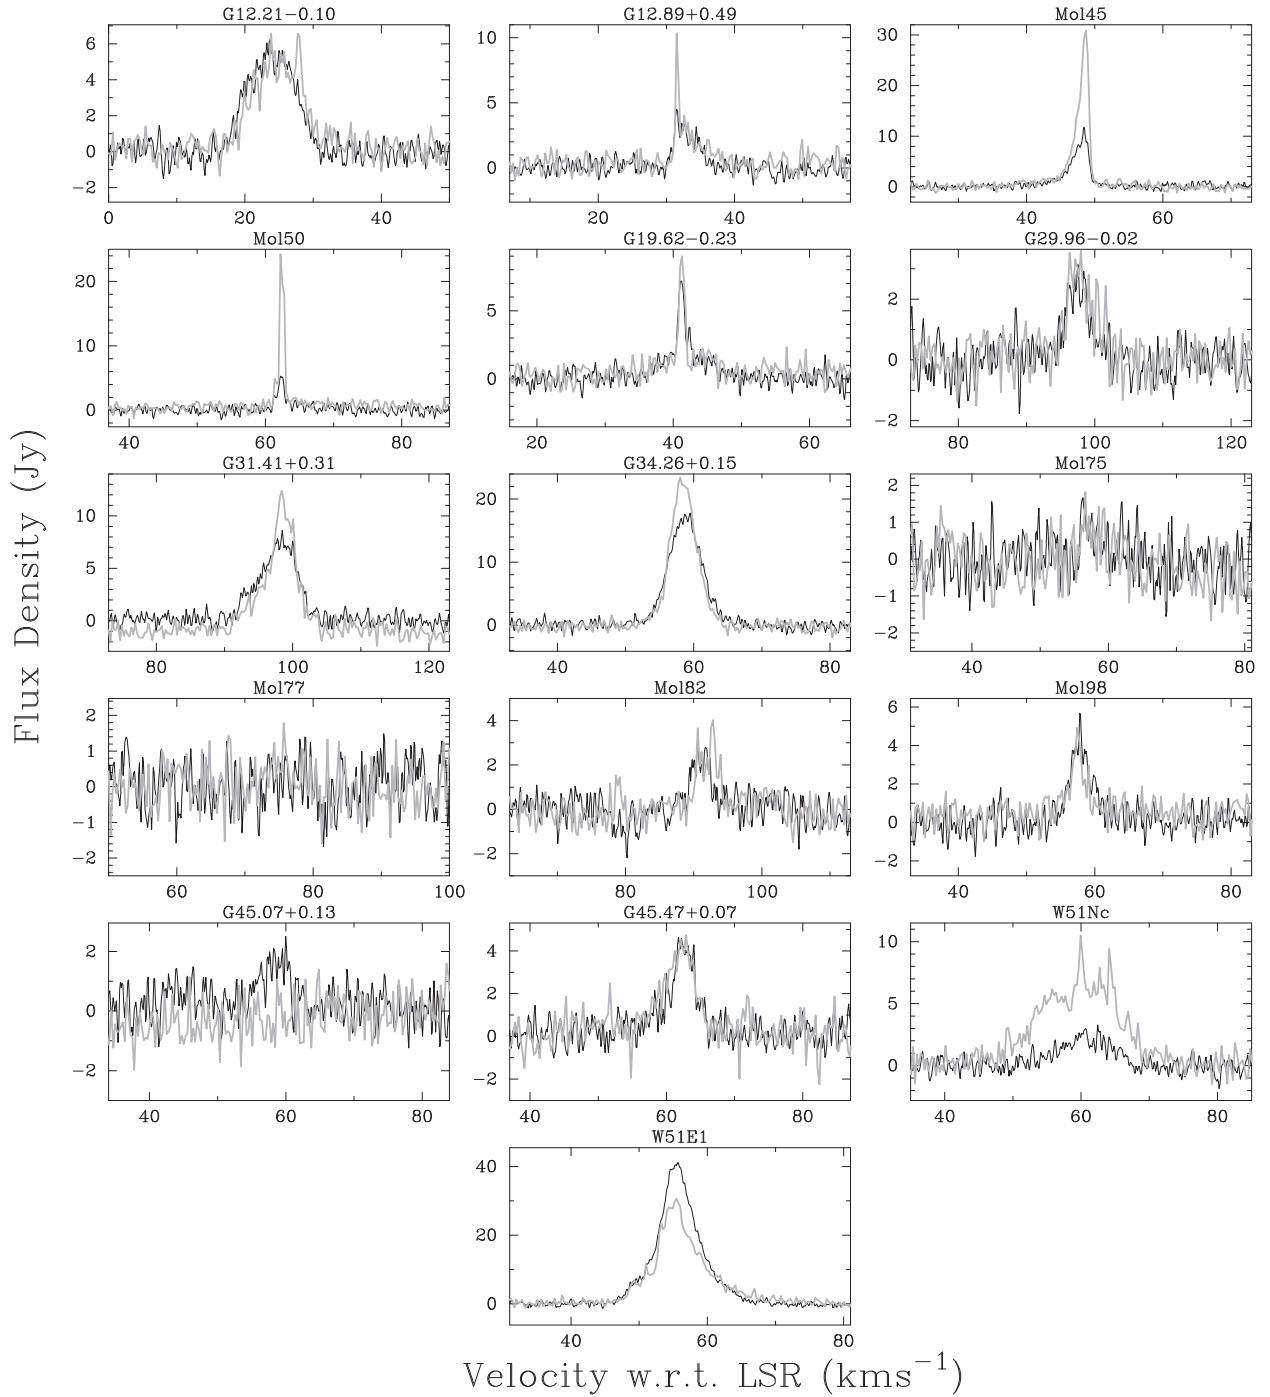 G12.21−0.10 G12.89+0.49 Mol45
6 4 2 0 −2
10 5 0
30 20 10 0
0 20 40
20 40
40 60
Mol50 G19.62−0.23 G29.96−0.02
20 10 0
5 0
2 0 −2
40 60 80
20 40 60
80 100 120
G31.41+0.31 G34.26+0.15 Mol75
10 5 0
20 10 0
2 1 0 −1 −2
80 100 120
40 60 80
40 60 80
Mol77 Mol82 Mol98
2 1 0 −1 −2
4 2 0 −2
6 4 2 0 −2
60 80 100
80 100
40 60 80
G45.07+0.13 G45.47+0.07 W51Nc
2 0 −2
4 2 0 −2
10 5 0
40 60 80
40 60 80
40 60 80
W51E1
40 20 0
40 60 80
Flux Density (Jy)
Velocity w.r.t. LSR (kms−1)